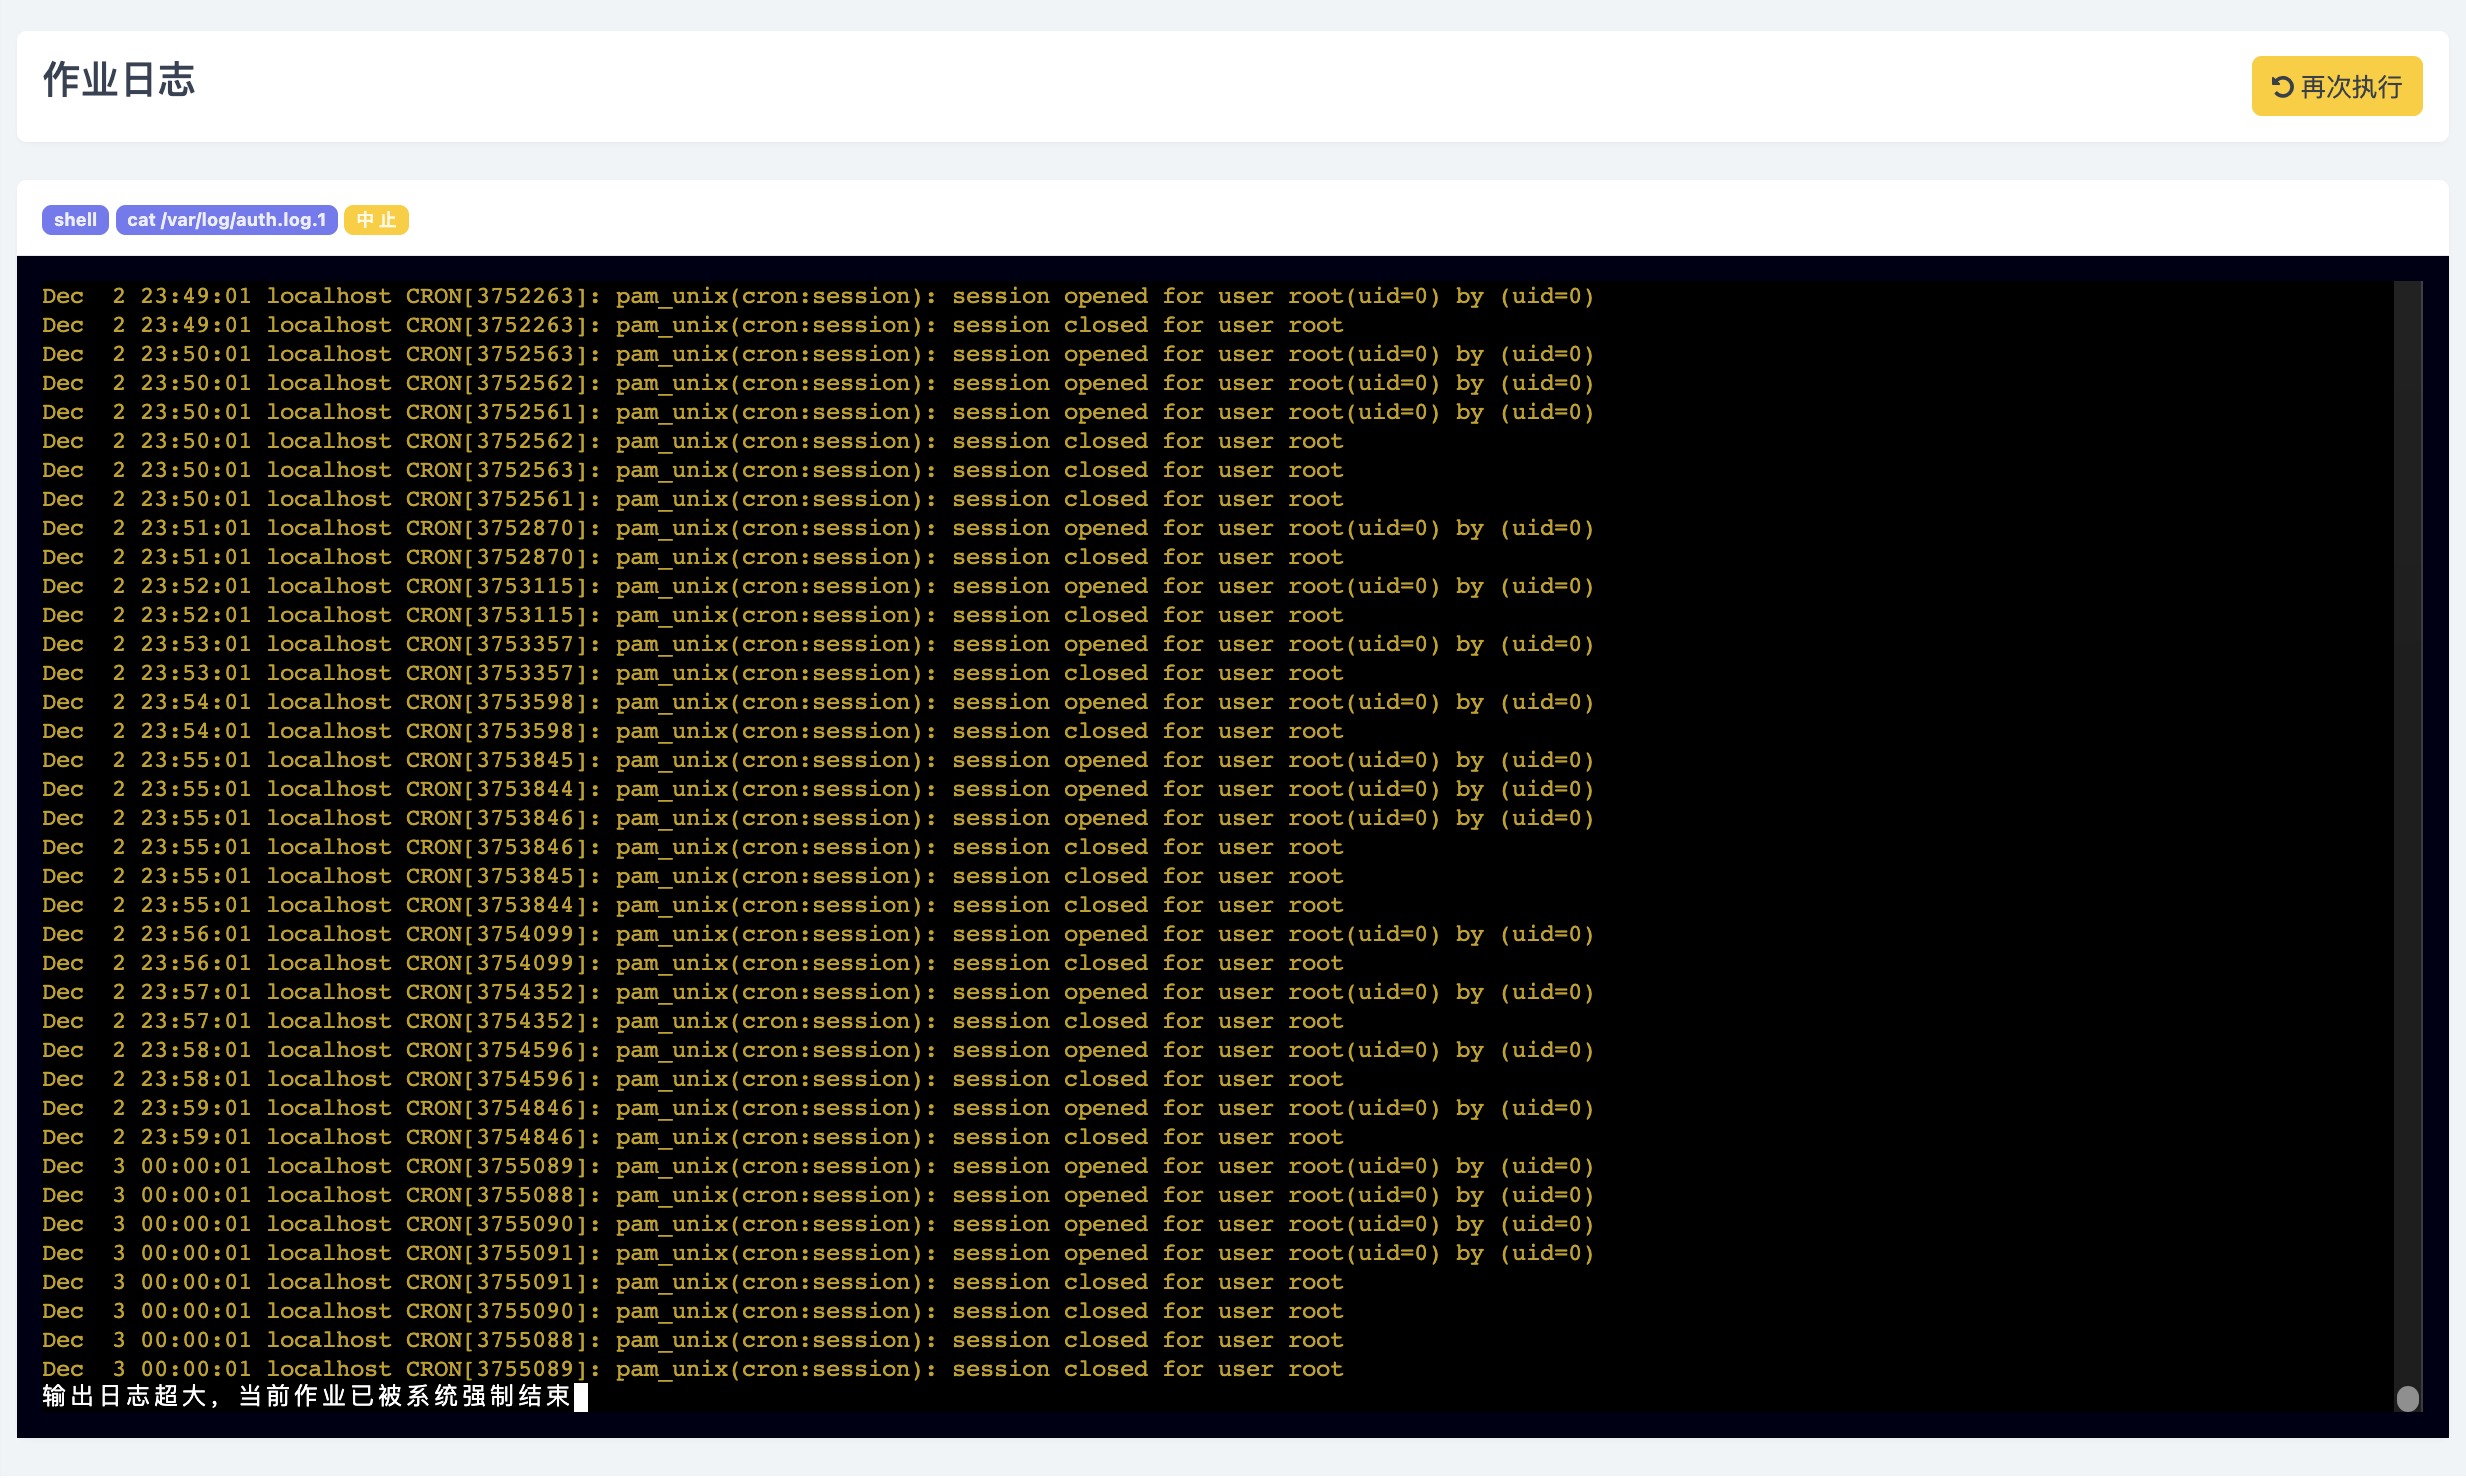 作业日志
再次执行
shell cat /var/log/auth.log.1 中止
Dec  2 23:49:01 localhost CRON[3752263]: pam_unix(cron:session): session opened for user root(uid=0) by (uid=0)
Dec  2 23:49:01 localhost CRON[3752263]: pam_unix(cron:session): session closed for user root
Dec  2 23:50:01 localhost CRON[3752563]: pam_unix(cron:session): session opened for user root(uid=0) by (uid=0)
Dec  2 23:50:01 localhost CRON[3752562]: pam_unix(cron:session): session opened for user root(uid=0) by (uid=0)
Dec  2 23:50:01 localhost CRON[3752561]: pam_unix(cron:session): session opened for user root(uid=0) by (uid=0)
Dec  2 23:50:01 localhost CRON[3752562]: pam_unix(cron:session): session closed for user root
Dec  2 23:50:01 localhost CRON[3752563]: pam_unix(cron:session): session closed for user root
Dec  2 23:50:01 localhost CRON[3752561]: pam_unix(cron:session): session closed for user root
Dec  2 23:51:01 localhost CRON[3752870]: pam_unix(cron:session): session opened for user root(uid=0) by (uid=0)
Dec  2 23:51:01 localhost CRON[3752870]: pam_unix(cron:session): session closed for user root
Dec  2 23:52:01 localhost CRON[3753115]: pam_unix(cron:session): session opened for user root(uid=0) by (uid=0)
Dec  2 23:52:01 localhost CRON[3753115]: pam_unix(cron:session): session closed for user root
Dec  2 23:53:01 localhost CRON[3753357]: pam_unix(cron:session): session opened for user root(uid=0) by (uid=0)
Dec  2 23:53:01 localhost CRON[3753357]: pam_unix(cron:session): session closed for user root
Dec  2 23:54:01 localhost CRON[3753598]: pam_unix(cron:session): session opened for user root(uid=0) by (uid=0)
Dec  2 23:54:01 localhost CRON[3753598]: pam_unix(cron:session): session closed for user root
Dec  2 23:55:01 localhost CRON[3753845]: pam_unix(cron:session): session opened for user root(uid=0) by (uid=0)
Dec  2 23:55:01 localhost CRON[3753844]: pam_unix(cron:session): session opened for user root(uid=0) by (uid=0)
Dec  2 23:55:01 localhost CRON[3753846]: pam_unix(cron:session): session opened for user root(uid=0) by (uid=0)
Dec  2 23:55:01 localhost CRON[3753846]: pam_unix(cron:session): session closed for user root
Dec  2 23:55:01 localhost CRON[3753845]: pam_unix(cron:session): session closed for user root
Dec  2 23:55:01 localhost CRON[3753844]: pam_unix(cron:session): session closed for user root
Dec  2 23:56:01 localhost CRON[3754099]: pam_unix(cron:session): session opened for user root(uid=0) by (uid=0)
Dec  2 23:56:01 localhost CRON[3754099]: pam_unix(cron:session): session closed for user root
Dec  2 23:57:01 localhost CRON[3754352]: pam_unix(cron:session): session opened for user root(uid=0) by (uid=0)
Dec  2 23:57:01 localhost CRON[3754352]: pam_unix(cron:session): session closed for user root
Dec  2 23:58:01 localhost CRON[3754596]: pam_unix(cron:session): session opened for user root(uid=0) by (uid=0)
Dec  2 23:58:01 localhost CRON[3754596]: pam_unix(cron:session): session closed for user root
Dec  2 23:59:01 localhost CRON[3754846]: pam_unix(cron:session): session opened for user root(uid=0) by (uid=0)
Dec  2 23:59:01 localhost CRON[3754846]: pam_unix(cron:session): session closed for user root
Dec  3 00:00:01 localhost CRON[3755089]: pam_unix(cron:session): session opened for user root(uid=0) by (uid=0)
Dec  3 00:00:01 localhost CRON[3755088]: pam_unix(cron:session): session opened for user root(uid=0) by (uid=0)
Dec  3 00:00:01 localhost CRON[3755090]: pam_unix(cron:session): session opened for user root(uid=0) by (uid=0)
Dec  3 00:00:01 localhost CRON[3755091]: pam_unix(cron:session): session opened for user root(uid=0) by (uid=0)
Dec  3 00:00:01 localhost CRON[3755091]: pam_unix(cron:session): session closed for user root
Dec  3 00:00:01 localhost CRON[3755090]: pam_unix(cron:session): session closed for user root
Dec  3 00:00:01 localhost CRON[3755088]: pam_unix(cron:session): session closed for user root
Dec  3 00:00:01 localhost CRON[3755089]: pam_unix(cron:session): session closed for user root
输出日志超大，当前作业已被系统强制结束